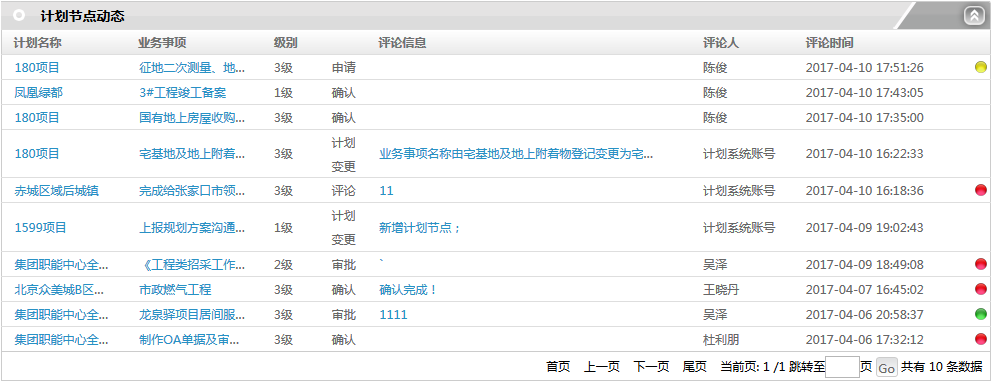 计划节点动态
计划名称 业务事项 级别 评论信息 评论人 评论时间
180项目 征地二次测量、地... 3级 申请 陈俊 2017-04-10 17:51:26
凤凰绿都 3#工程竣工备案 1级 确认 陈俊 2017-04-10 17:43:05
180项目 国有地上房屋收购... 3级 确认 陈俊 2017-04-10 17:35:00
180项目 宅基地及地上附着... 3级 计划变更 业务事项名称由宅基地及地上附着物登记变更为宅... 计划系统账号 2017-04-10 16:22:33
赤城区域后城镇 完成给张家口市领... 3级 评论 11 计划系统账号 2017-04-10 16:18:36
1599项目 上报规划方案沟通... 1级 计划变更 新增计划节点； 计划系统账号 2017-04-09 19:02:43
集团职能中心全... 《工程类招采工作... 2级 审批 ` 吴泽 2017-04-09 18:49:08
北京众美城B区... 市政燃气工程 3级 确认 确认完成！ 王晓丹 2017-04-07 16:45:02
集团职能中心全... 龙泉驿项目居间服... 3级 审批 1111 吴泽 2017-04-06 20:58:37
集团职能中心全... 制作OA单据及审... 3级 确认 杜利朋 2017-04-06 17:32:12
首页 上一页 下一页 尾页 当前页: 1 /1 跳转至 页 Go 共有 10 条数据